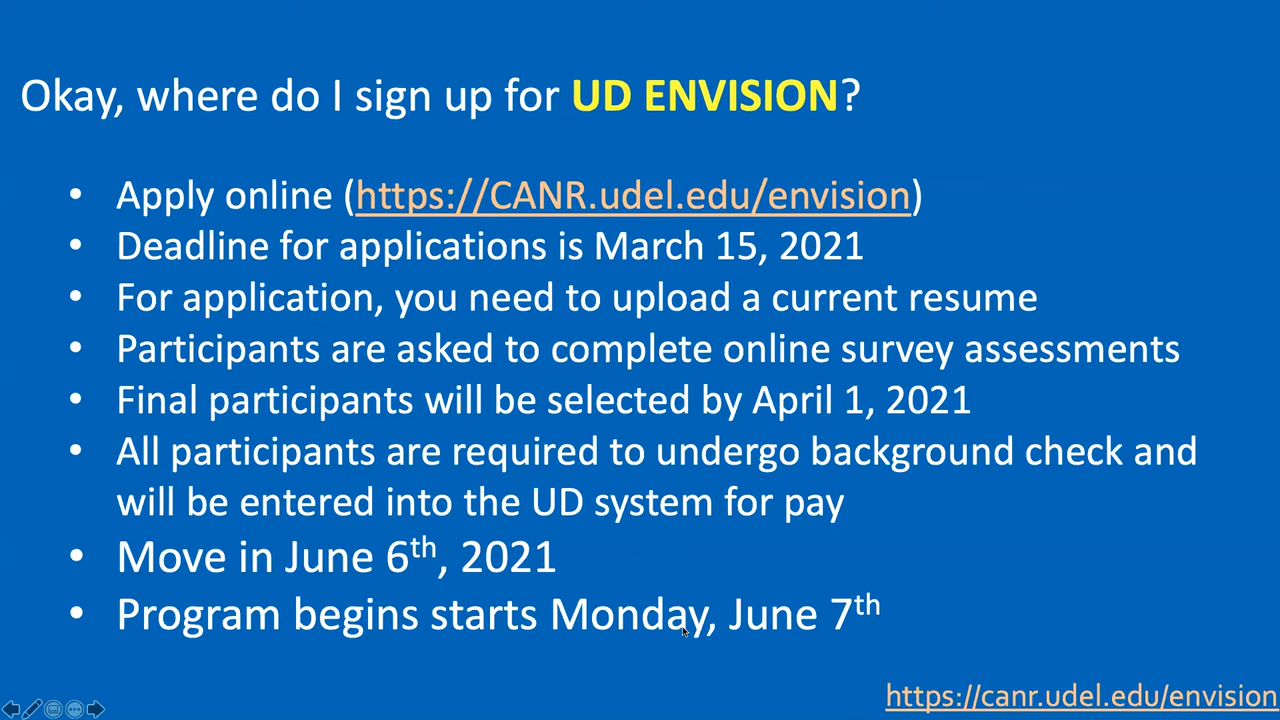 Okay, where do I sign up for UD ENVISION?
• Apply online (https://CANR.udel.edu/envision)
• Deadline for applications is March 15, 2021
• For application, you need to upload a current resume
• Participants are asked to complete online survey assessments
• Final participants will be selected by April 1, 2021
• All participants are required to undergo background check and
will be entered into the UD system for pay
• Move in June 6th, 2021
• Program begins starts Monday, June 7th
https://canr.udel.edu/envision